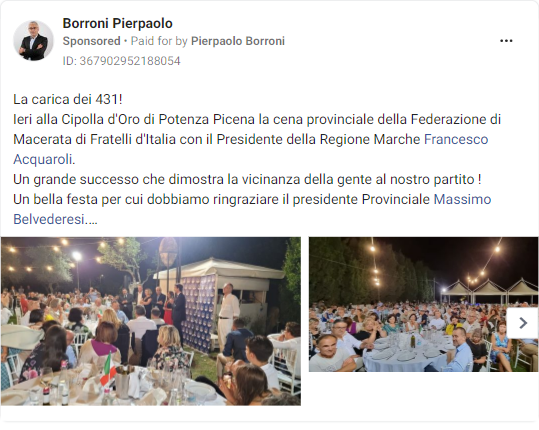 Borroni Pierpaolo
Sponsored • Paid for by Pierpaolo Borroni
ID: 367902952188054
La carica dei 431!
Ieri alla Cipolla d'Oro di Potenza Picena la cena provinciale della Federazione di
Macerata di Fratelli d'Italia con il Presidente della Regione Marche Francesco
Acquaroli.
Un grande successo che dimostra la vicinanza della gente al nostro partito !
Un bella festa per cui dobbiamo ringraziare il presidente Provinciale Massimo
Belvederesi....